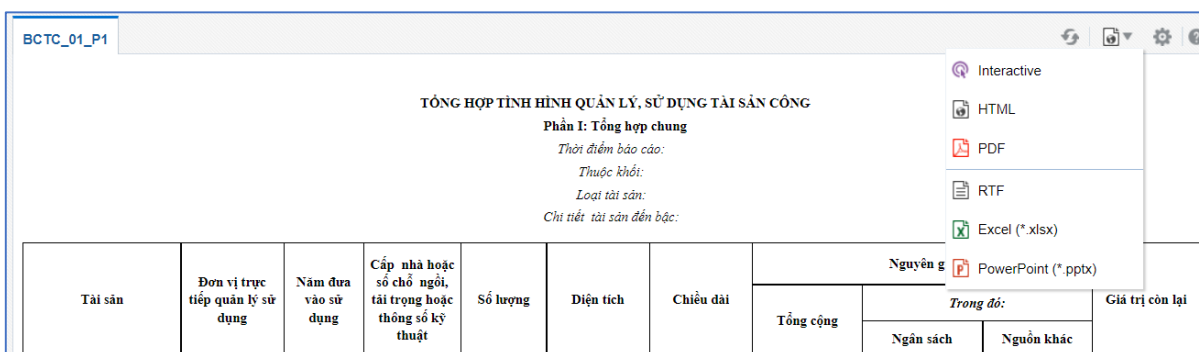 BCTC_01_P1
Interactive
HTML
PDF
RTF
Excel (*.xlsx)
PowerPoint (*.pptx)
TỔNG HỢP TÌNH HÌNH QUẢN LÝ, SỬ DỤNG TÀI SẢN CÔNG
Phần I: Tổng hợp chung
Thời điểm báo cáo:
Thuộc khối:
Loại tài sản:
Chi tiết tài sản đến bậc:
Tài sản
Đơn vị trực
tiếp quản lý sử
dụng
Năm đưa
vào sử
dụng
Cấp nhà hoặc
số chỗ ngồi,
tải trọng hoặc
thông số kỹ
thuật
Số lượng
Diện tích
Chiều dài
Nguyên g
Tổng cộng
Trong đó:
Ngân sách
Nguồn khác
Giá trị còn lại